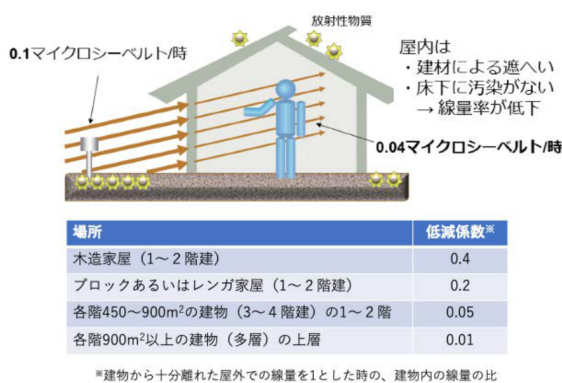 放射性物質
0.1マイクロシーベルト/時
屋内は
・建材による遮へい
・床下に汚染がない
→ 線量率が低下
0.04マイクロシーベルト/時
場所 低減係数※
木造家屋（1～2階建） 0.4
ブロックあるいはレンガ家屋（1～2階建） 0.2
各階450～900m²の建物（3～4階建）の1～2階 0.05
各階900m²以上の建物（多層）の上層 0.01
※建物から十分離れた屋外での線量を1とした時の、建物内の線量の比